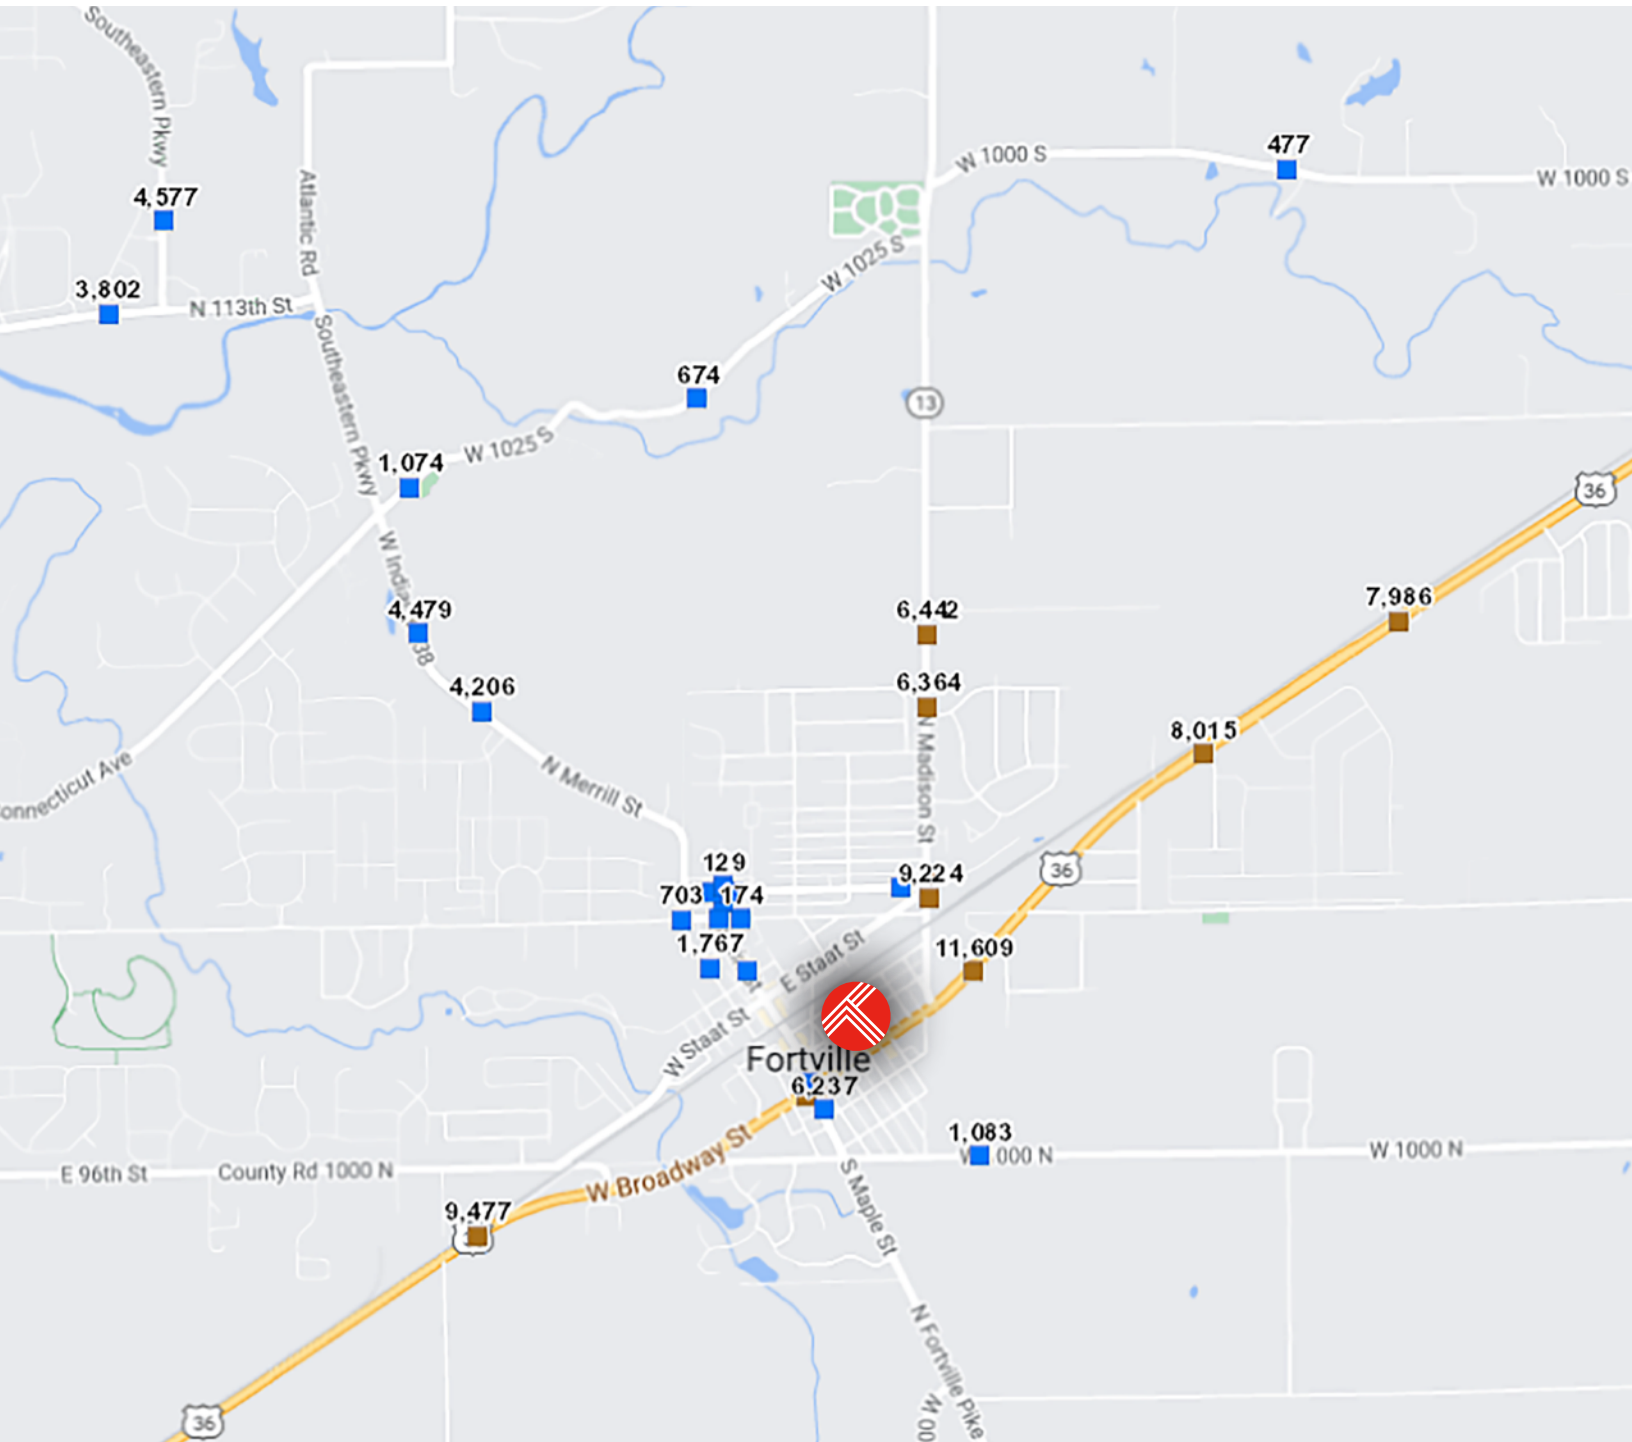 Southeastern Pkwy
4,577
3,802
N 113th St
Atlantic Rd
Southeastern Pkwy
W 1000 S
477
W 1000 S
W 1025 S
13
674
W 1025 S
1,074
36
4,479
38
4,206
6,442
6,364
7,986
8,015
N Merrill St
N Madison St
onnecticut Ave
129
703
174
9,224
36
1,767
11,609
E Staat St
W Staat St
Fortville
6,237
1,083
000 N
W 1000 N
E 96th St
County Rd 1000 N
W Broadway St
S Maple St
9,477
N Fortville Pike
36